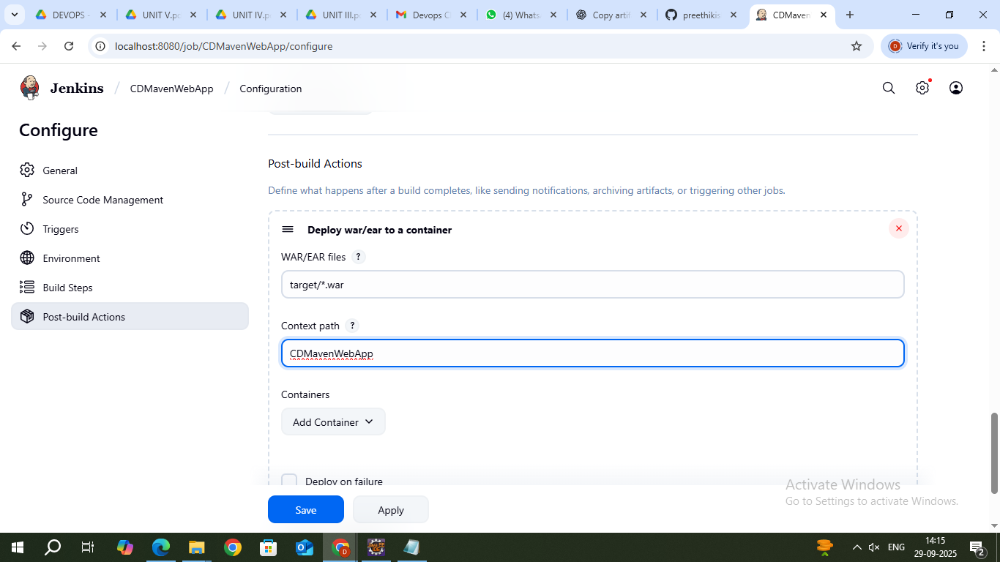 DEVOPS -
UNIT V.p
UNIT IV.p
UNIT III.p
Devops C
(4) Whats
Copy arti
preethikis
CDMaven
localhost:8080/job/CDMavenWebApp/configure
Verify it's you
Jenkins / CDMavenWebApp / Configuration
Configure
General
Source Code Management
Triggers
Environment
Build Steps
Post-build Actions
Post-build Actions
Define what happens after a build completes, like sending notifications, archiving artifacts, or triggering other jobs.
Deploy war/ear to a container
WAR/EAR files ?
target/*.war
Context path ?
CDMavenWebApp
Containers
Add Container
Deploy on failure
Save
Apply
Activate Windows
Go to Settings to activate Windows.
ENG
14:15
29-09-2025
2